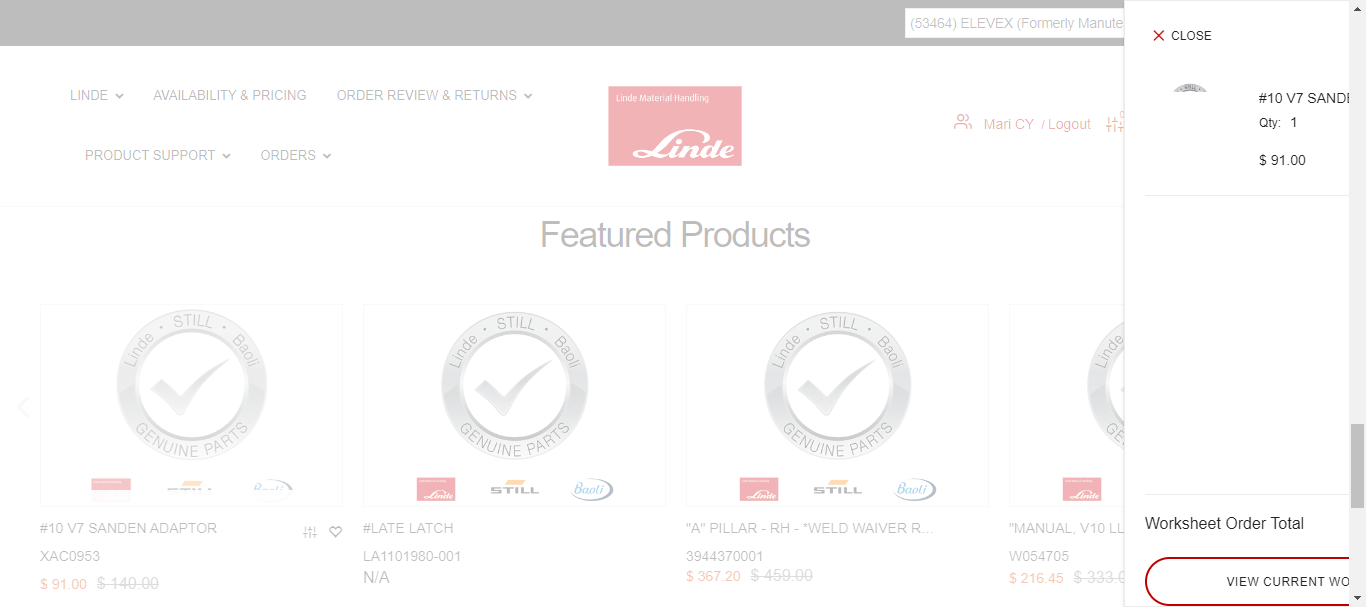 (53464) ELEVEX (Formerly Manute
CLOSE
LINDE
AVAILABILITY & PRICING
ORDER REVIEW & RETURNS
Linde Material Handling
Linde
Mari CY / Logout
0
#10 V7 SANDE
Qty: 1
PRODUCT SUPPORT
ORDERS
$ 91.00
Featured Products
Linde · STILL · Baoli
GENUINE PARTS
STILL
Baoli
Linde · STILL · Baoli
GENUINE PARTS
Linde
STILL
Baoli
Linde · STILL · Baoli
GENUINE PARTS
Linde
STILL
Baoli
Linde
GENUINE
Linde
#10 V7 SANDEN ADAPTOR
XAC0953
$ 91.00 $ 140.00
#LATE LATCH
LA1101980-001
N/A
"A" PILLAR - RH - *WELD WAIVER R...
3944370001
$ 367.20 $ 459.00
"MANUAL, V10 LL
W054705
$ 216.45 $ 333.0
Worksheet Order Total
VIEW CURRENT WO